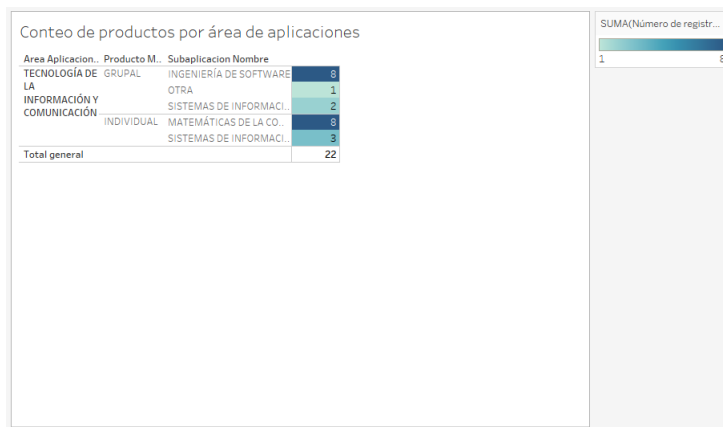 Conteo de productos por área de aplicaciones
SUMA(Número de registr...
1 8
Area Aplicacion.. Producto M.. Subaplicacion Nombre
TECNOLOGÍA DE LA INFORMACIÓN Y COMUNICACIÓN GRUPAL INGENIERÍA DE SOFTWARE 8
OTRA 1
SISTEMAS DE INFORMACI.. 2
INDIVIDUAL MATEMÁTICAS DE LA CO.. 8
SISTEMAS DE INFORMACI.. 3
Total general 22